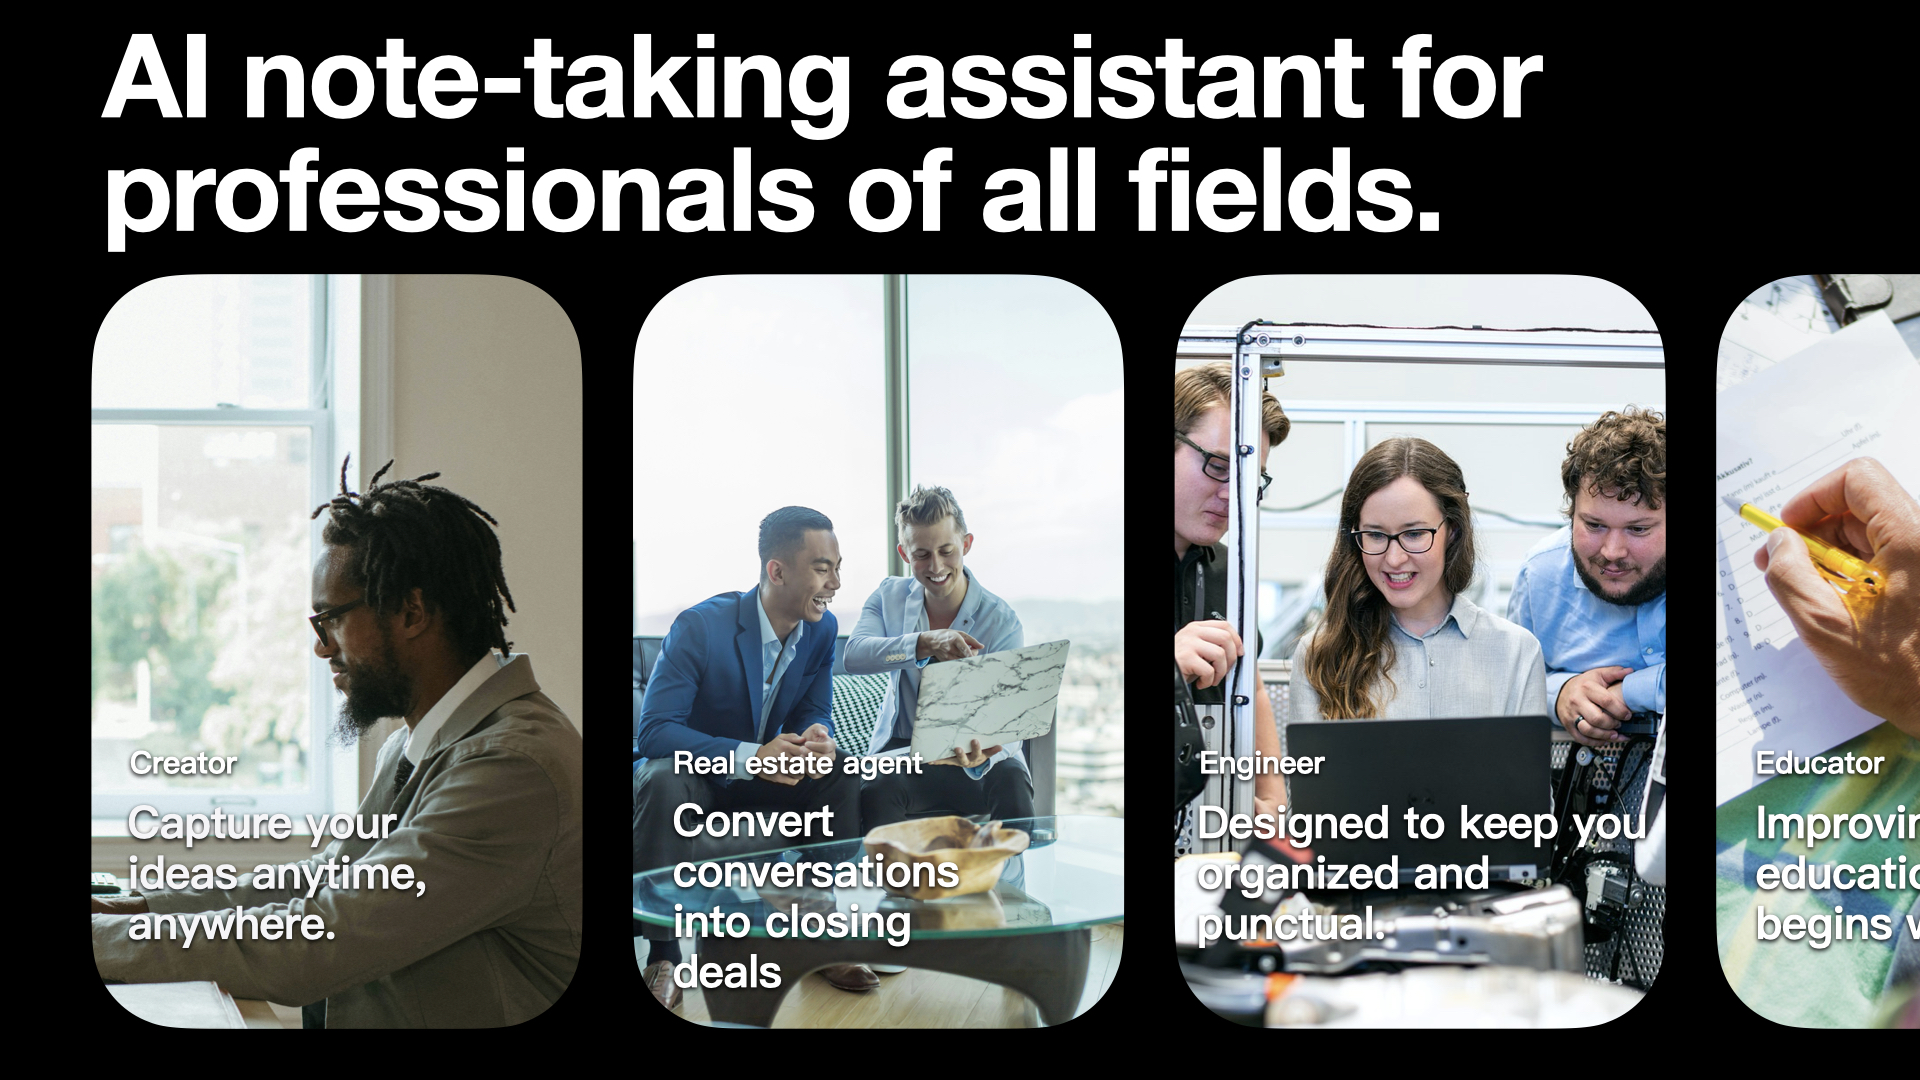 AI note-taking assistant for
professionals of all fields.
Creator
Capture your
ideas anytime,
anywhere.
Real estate agent
Convert
conversations
into closing
deals
Engineer
Designed to keep you
organized and
punctual.
Educator
begins